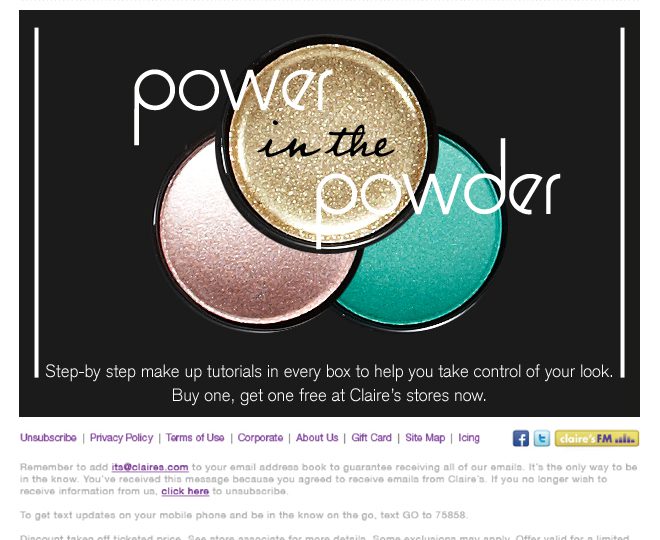 power
in the
powder
Step-by step make up tutorials in every box to help you take control of your look.
Buy one, get one free at Claire's stores now.
Unsubscribe | Privacy Policy | Terms of Use | Corporate | About Us | Gift Card | Site Map | Icing
f t claire'sFM
Remember to add its@claires.com to your email address book to guarantee receiving all of our emails. It's the only way to be
in the know. You've received this message because you agreed to receive emails from Claire's. If you no longer wish to
receive information from us, click here to unsubscribe.
To get text updates on your mobile phone and be in the know on the go, text GO to 75858.
Discount taken off ticketed price. See store associate for more details. Some exclusions may apply. Offer valid for a limited